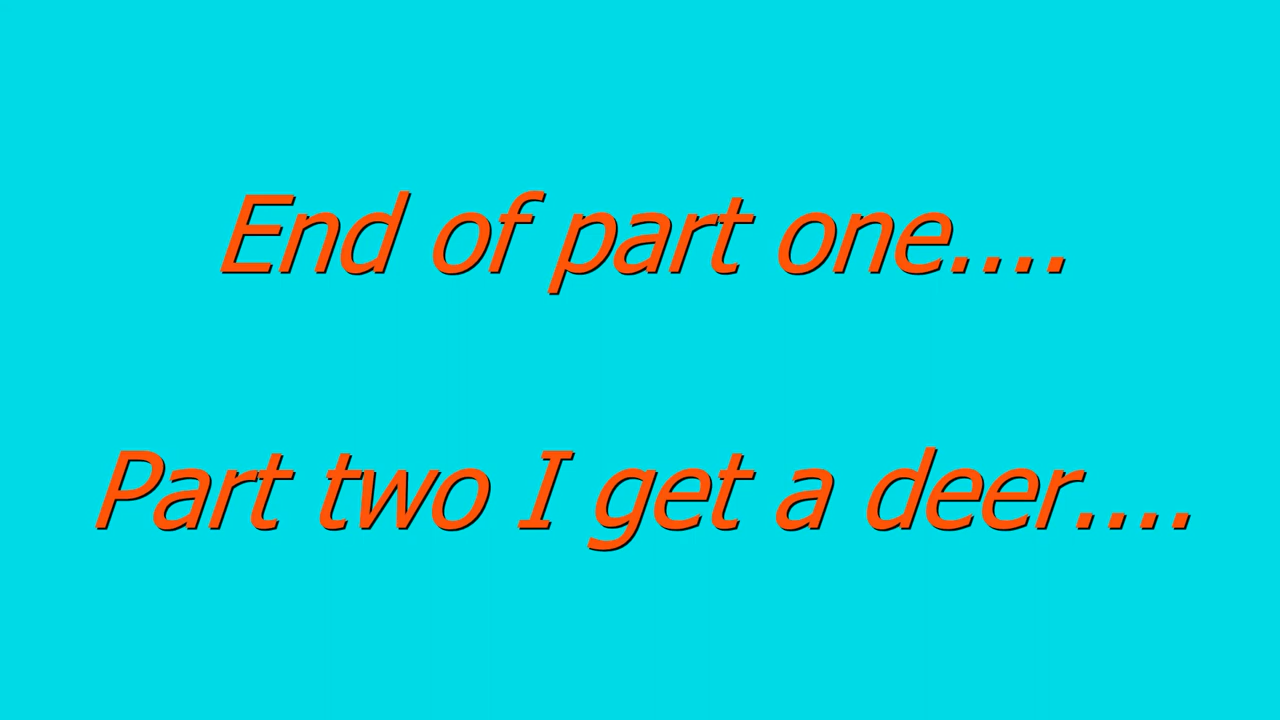 End of part one....
Part two I get a deer....